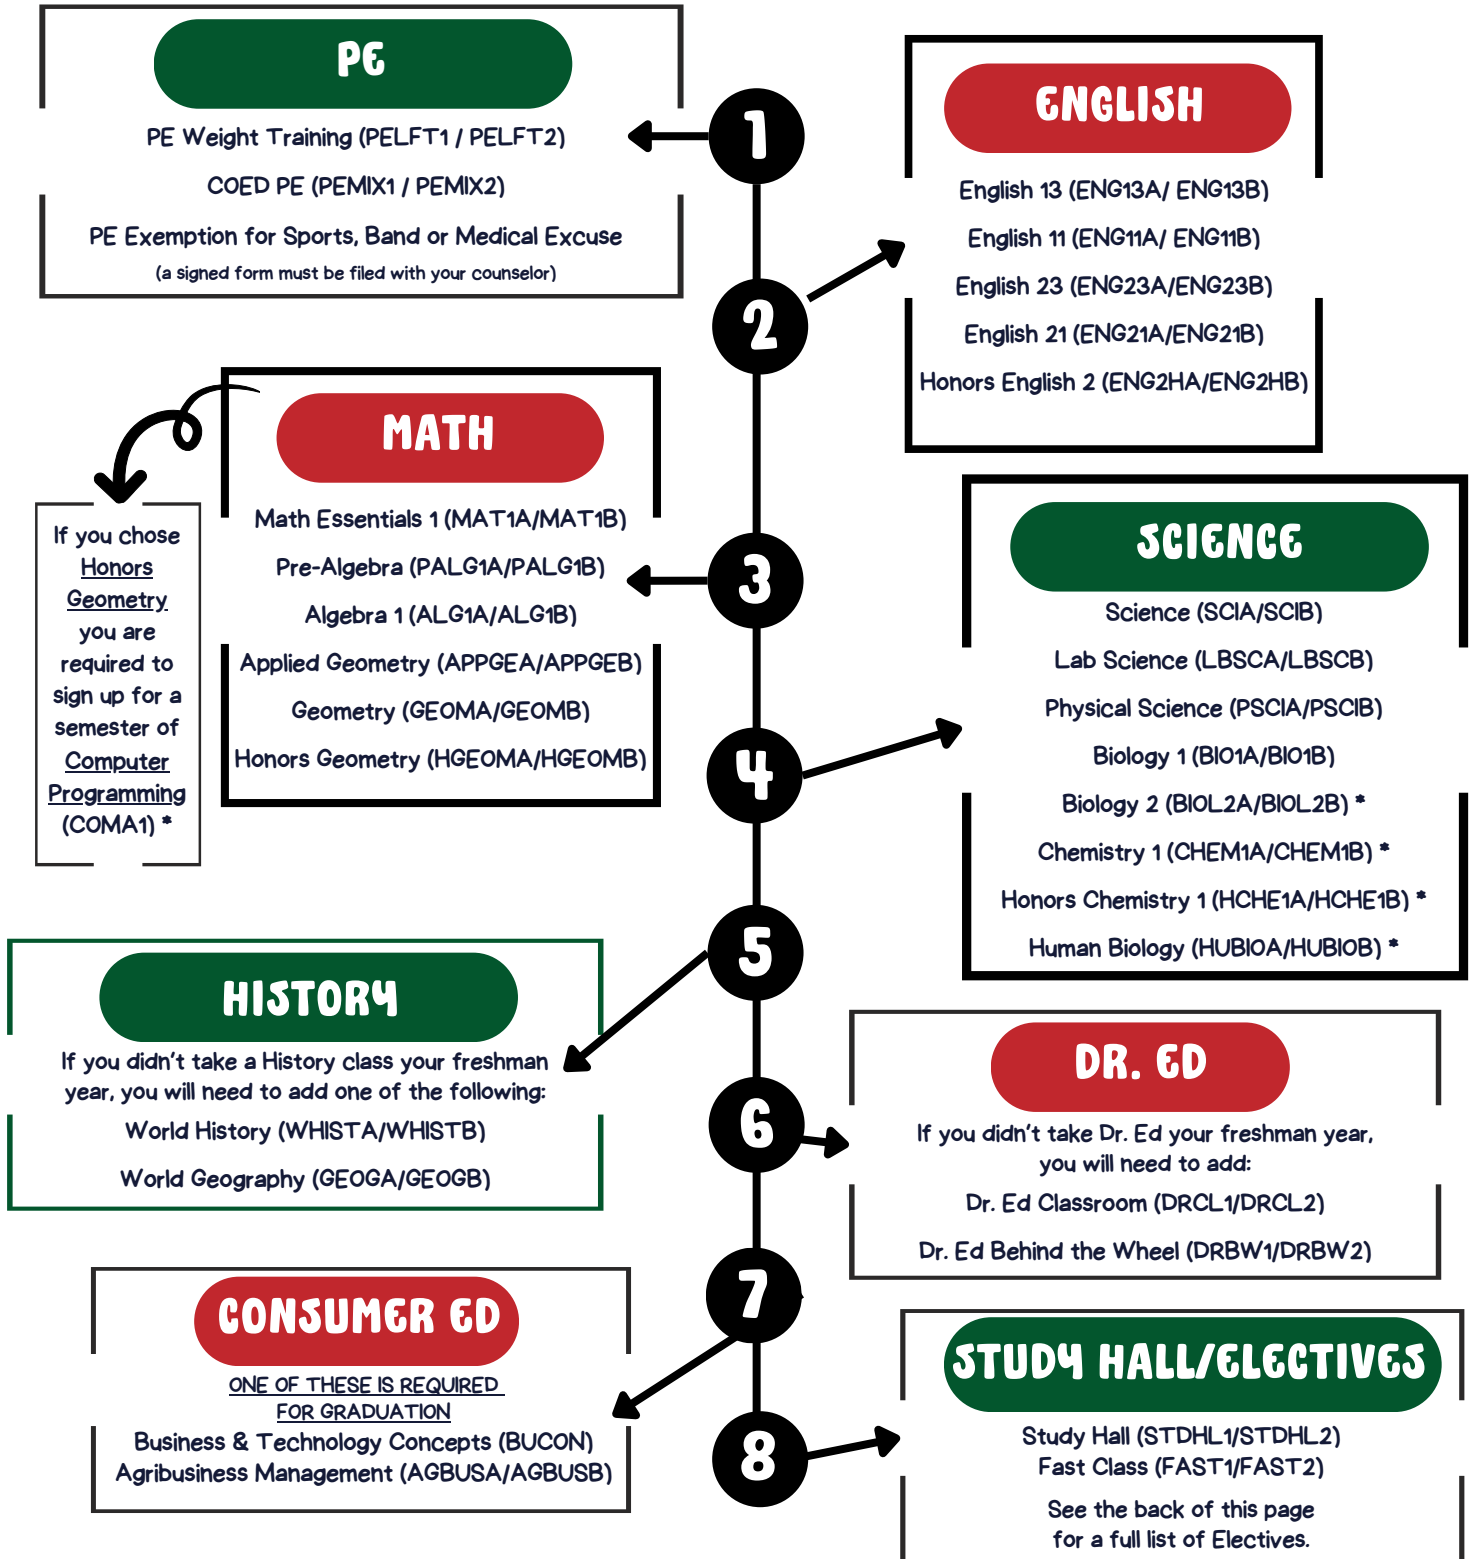 PE
PE Weight Training (PELFT1 / PELFT2)
COED PE (PEMIX1 / PEMIX2)
PE Exemption for Sports, Band or Medical Excuse
(a signed form must be filed with your counselor)
1
ENGLISH
English 13 (ENG13A/ ENG13B)
English 11 (ENG11A/ ENG11B)
English 23 (ENG23A/ENG23B)
English 21 (ENG21A/ENG21B)
Honors English 2 (ENG2HA/ENG2HB)
2
MATH
Math Essentials 1 (MAT1A/MAT1B)
Pre-Algebra (PALG1A/PALG1B)
Algebra 1 (ALG1A/ALG1B)
Applied Geometry (APPGEA/APPGEB)
Geometry (GEOMA/GEOMB)
Honors Geometry (HGEOMA/HGEOMB)
If you chose
Honors
Geometry
you are
required to
sign up for a
semester of
Computer
Programming
(COMA1) *
3
SCIENCE
Science (SCIA/SCIB)
Lab Science (LBSCA/LBSCB)
Physical Science (PSCIA/PSCIB)
Biology 1 (BIO1A/BIO1B)
Biology 2 (BIOL2A/BIOL2B) *
Chemistry 1 (CHEM1A/CHEM1B) *
Honors Chemistry 1 (HCHE1A/HCHE1B) *
Human Biology (HUBIOA/HUBIOB) *
4
5
HISTORY
If you didn't take a History class your freshman
year, you will need to add one of the following:
World History (WHISTA/WHISTB)
World Geography (GEOGA/GEOGB)
6
DR. ED
If you didn't take Dr. Ed your freshman year,
you will need to add:
Dr. Ed Classroom (DRCL1/DRCL2)
Dr. Ed Behind the Wheel (DRBW1/DRBW2)
7
CONSUMER ED
ONE OF THESE IS REQUIRED
FOR GRADUATION
Business & Technology Concepts (BUCON)
Agribusiness Management (AGBUSA/AGBUSB)
8
STUDY HALL/ELECTIVES
Study Hall (STDHL1/STDHL2)
Fast Class (FAST1/FAST2)
See the back of this page
for a full list of Electives.